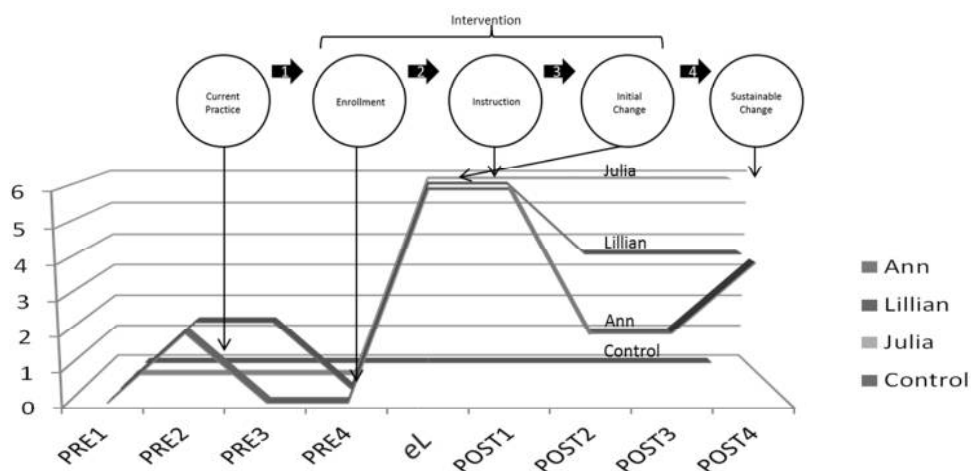 Intervention
1
2
3
4
Current
Practice
Enrollment
Instruction
Initial
Change
Sustainable
Change
6
5
4
3
2
1
0
Julia
Lillian
Ann
Control
PRE1
PRE2
PRE3
PRE4
eL
POST1
POST2
POST3
POST4
Ann
Lillian
Julia
Control